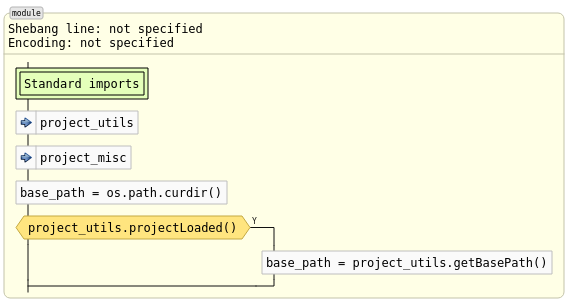 module
Shebang line: not specified
Encoding: not specified
Standard imports
project_utils
project_misc
base_path = os.path.curdir()
project_utils.projectLoaded()
Y
base_path = project_utils.getBasePath()